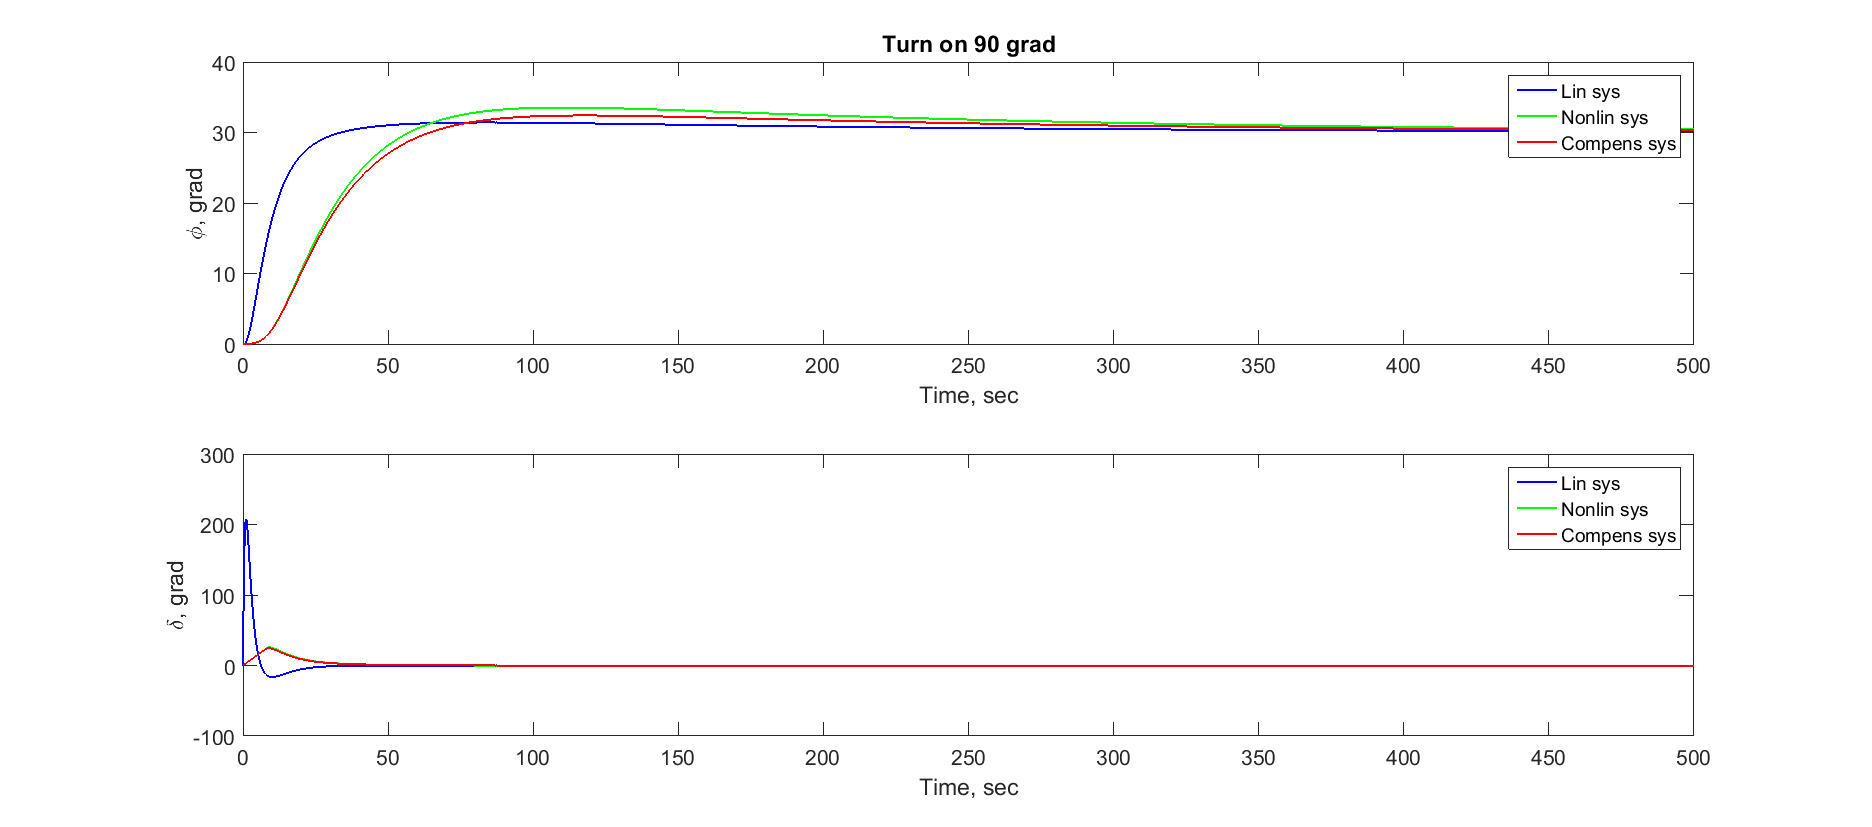 Turn on 90 grad
40
30
20
10
0
ϕ, grad
0 50 100 150 200 250 300 350 400 450 500
Time, sec
Lin sys
Nonlin sys
Compens sys
300
200
100
0
-100
δ, grad
0 50 100 150 200 250 300 350 400 450 500
Time, sec
Lin sys
Nonlin sys
Compens sys